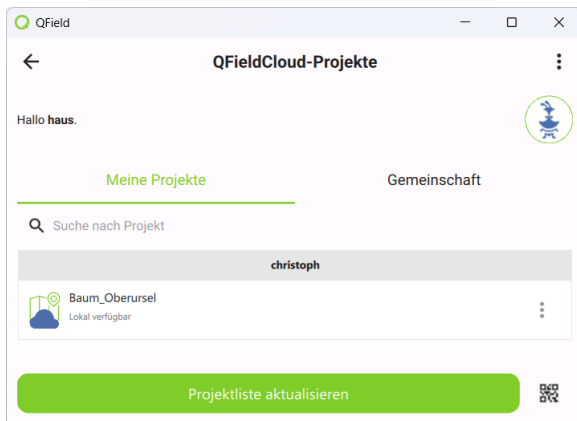 QField
QFieldCloud-Projekte
Hallo haus.
Meine Projekte
Gemeinschaft
Suche nach Projekt
christoph
Baum_Oberursel
Lokal verfügbar
Projektliste aktualisieren